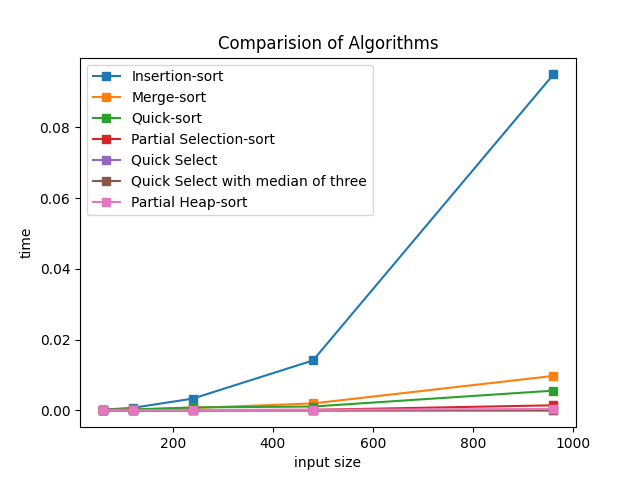 Comparision of Algorithms
Insertion-sort
Merge-sort
Quick-sort
Partial Selection-sort
Quick Select
Quick Select with median of three
Partial Heap-sort
time
0.08
0.06
0.04
0.02
0.00
200
400
600
800
1000
input size